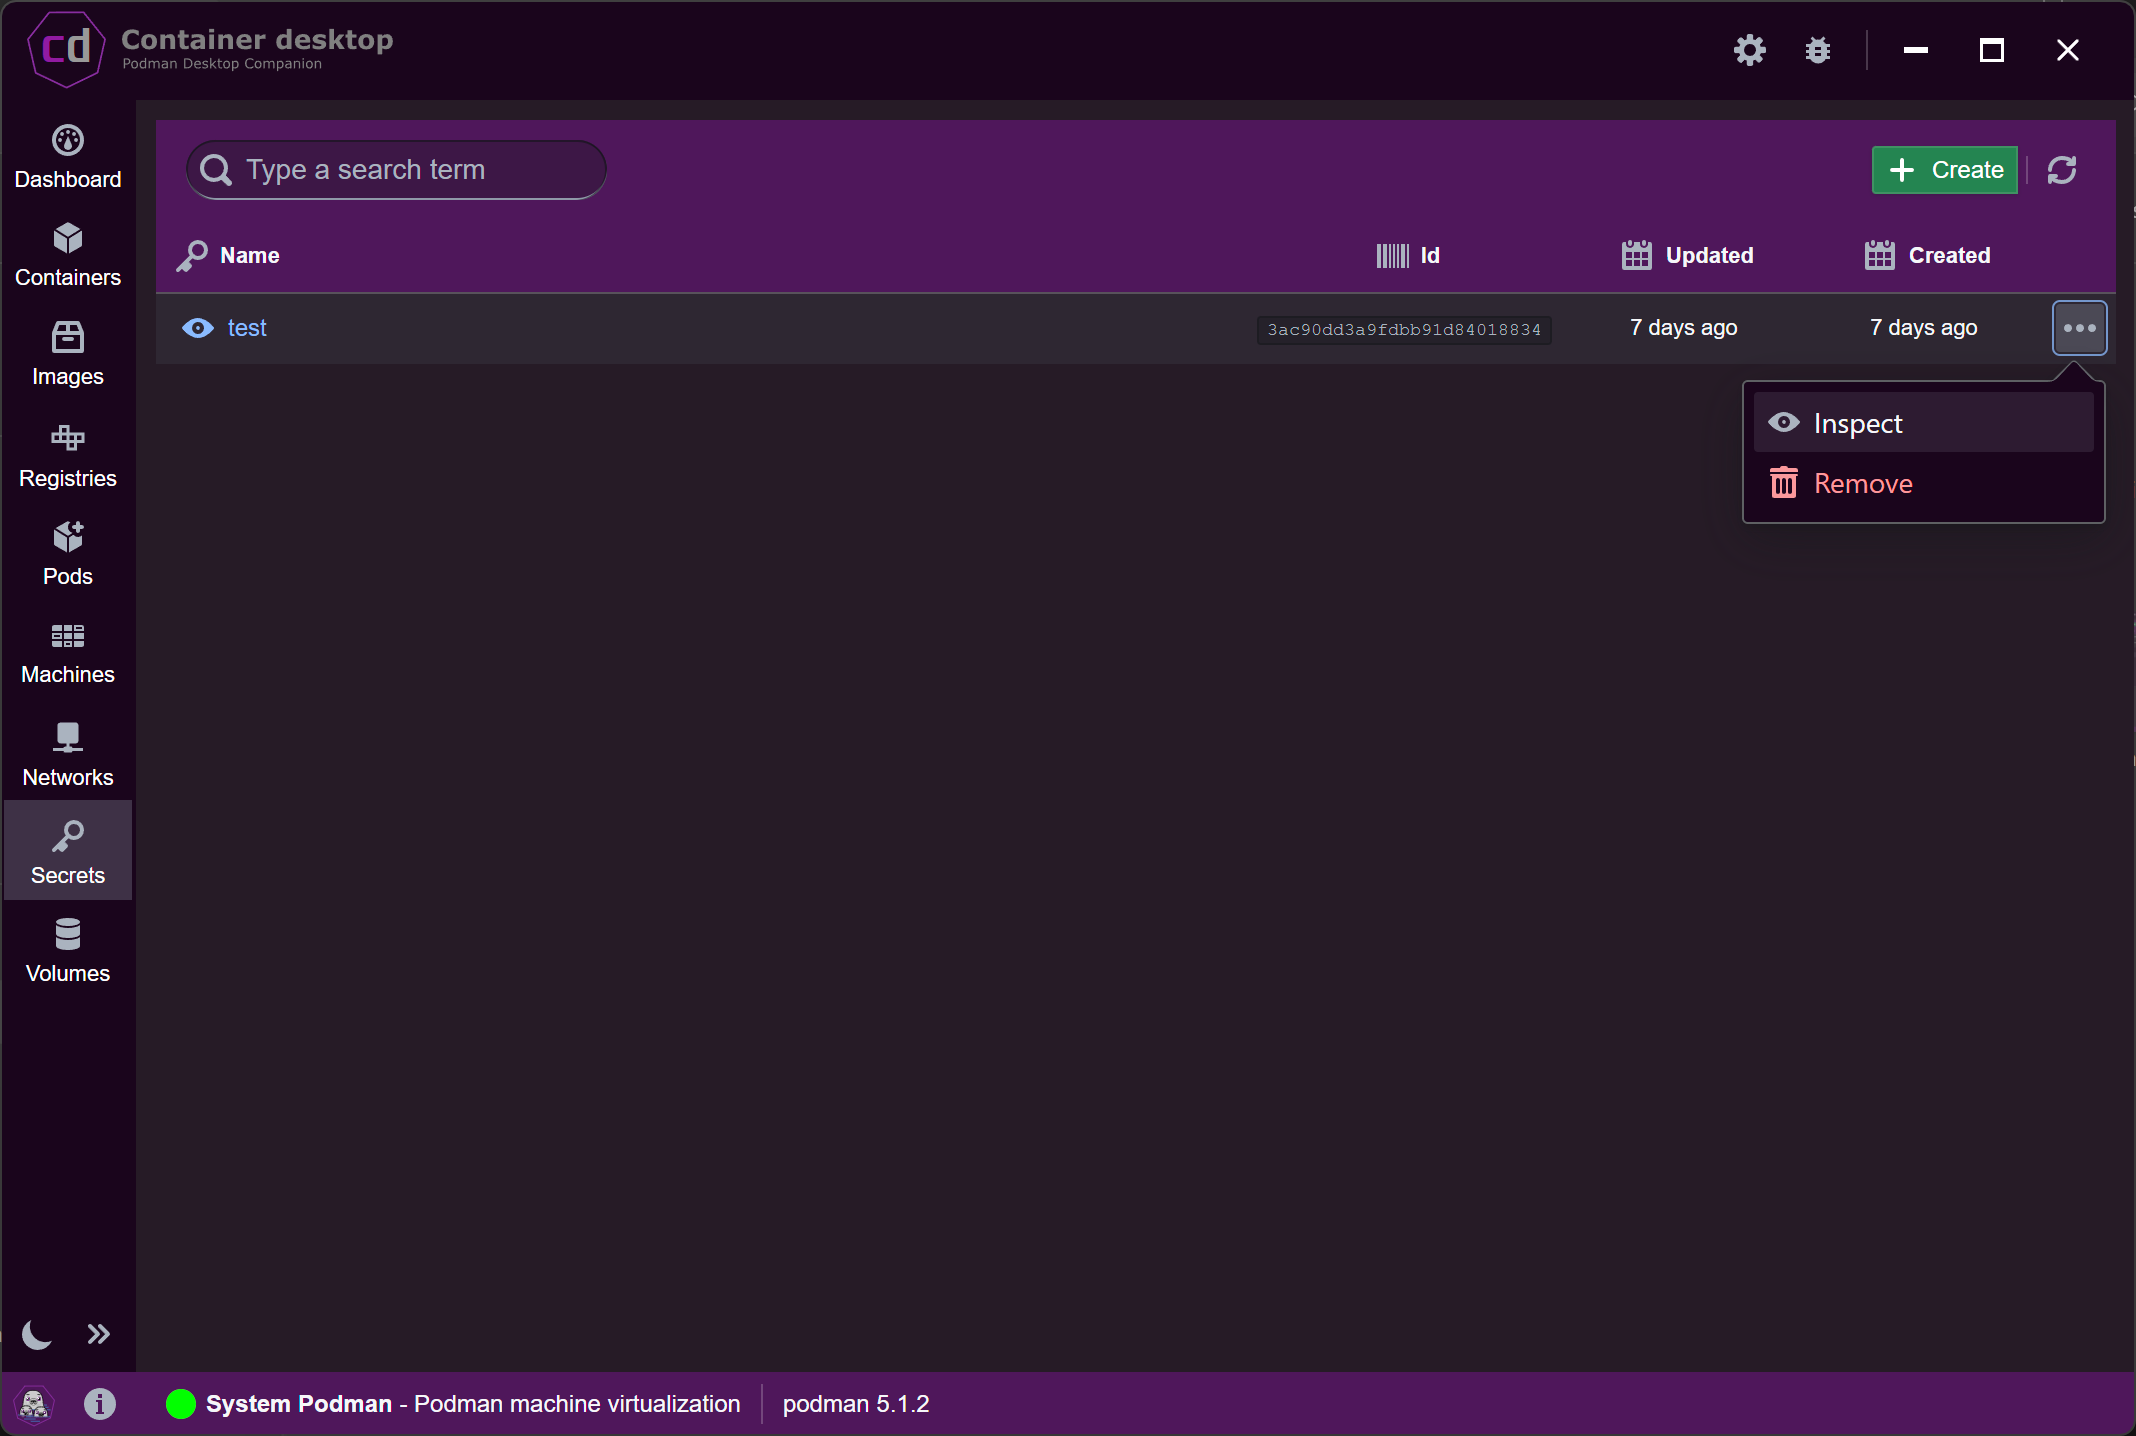 cd
Container desktop
Podman Desktop Companion
Dashboard
Containers
Images
Registries
Pods
Machines
Networks
Secrets
Volumes
Type a search term
Create
Name
Id
Updated
Created
test
3ac90dd3a9fdbb91d84018834
7 days ago
7 days ago
Inspect
Remove
System Podman - Podman machine virtualization
podman 5.1.2